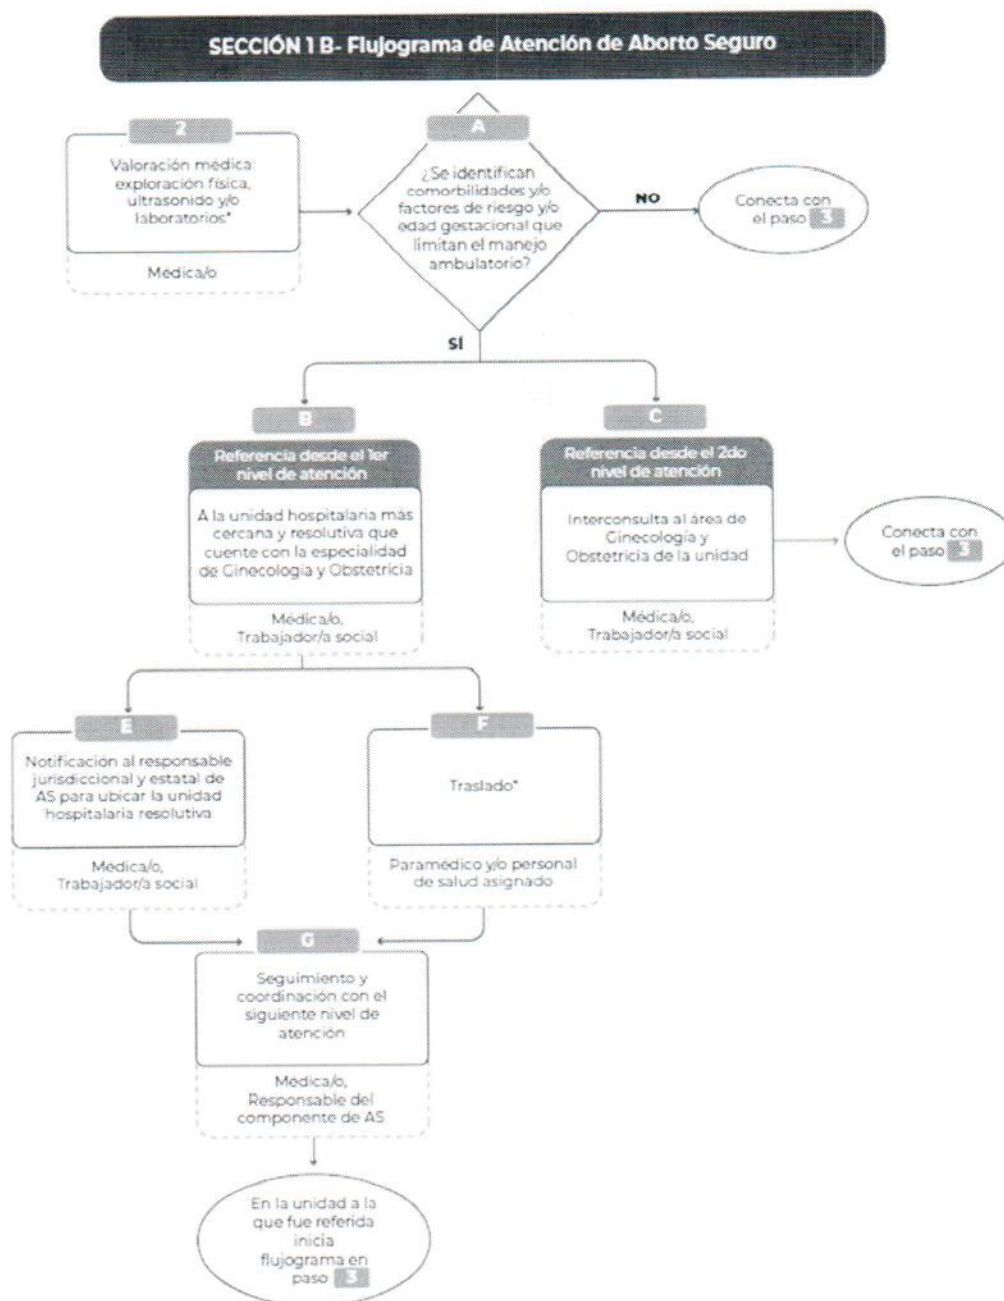 SECCIÓN 1 B- Flujograma de Atención de Aborto Seguro
2
Valoración médica:
exploración física,
ultrasonido y/o
laboratorios*
Médica/o
A
¿Se identifican
comorbilidades y/o
factores de riesgo y/o
edad gestacional que
limitan el manejo
ambulatorio?
NO
Conecta con
el paso 3
SÍ
B
Referencia desde el 1er
nivel de atención
A la unidad hospitalaria más
cercana y resolutiva que
cuente con la especialidad
de Ginecología y Obstetricia
Médica/o,
Trabajador/a social
C
Referencia desde el 2do
nivel de atención
Interconsulta al área de
Ginecología y
Obstetricia de la unidad
Médica/o,
Trabajador/a social
Conecta con
el paso 3
E
Notificación al responsable
jurisdiccional y estatal de
AS para ubicar la unidad
hospitalaria resolutiva
Médica/o,
Trabajador/a social
F
Traslado*
Paramédico y/o personal
de salud asignado
G
Seguimiento y
coordinación con el
siguiente nivel de
atención
Médica/o,
Responsable del
componente de AS
En la unidad a la
que fue referida
inicia
flujograma en
paso 3